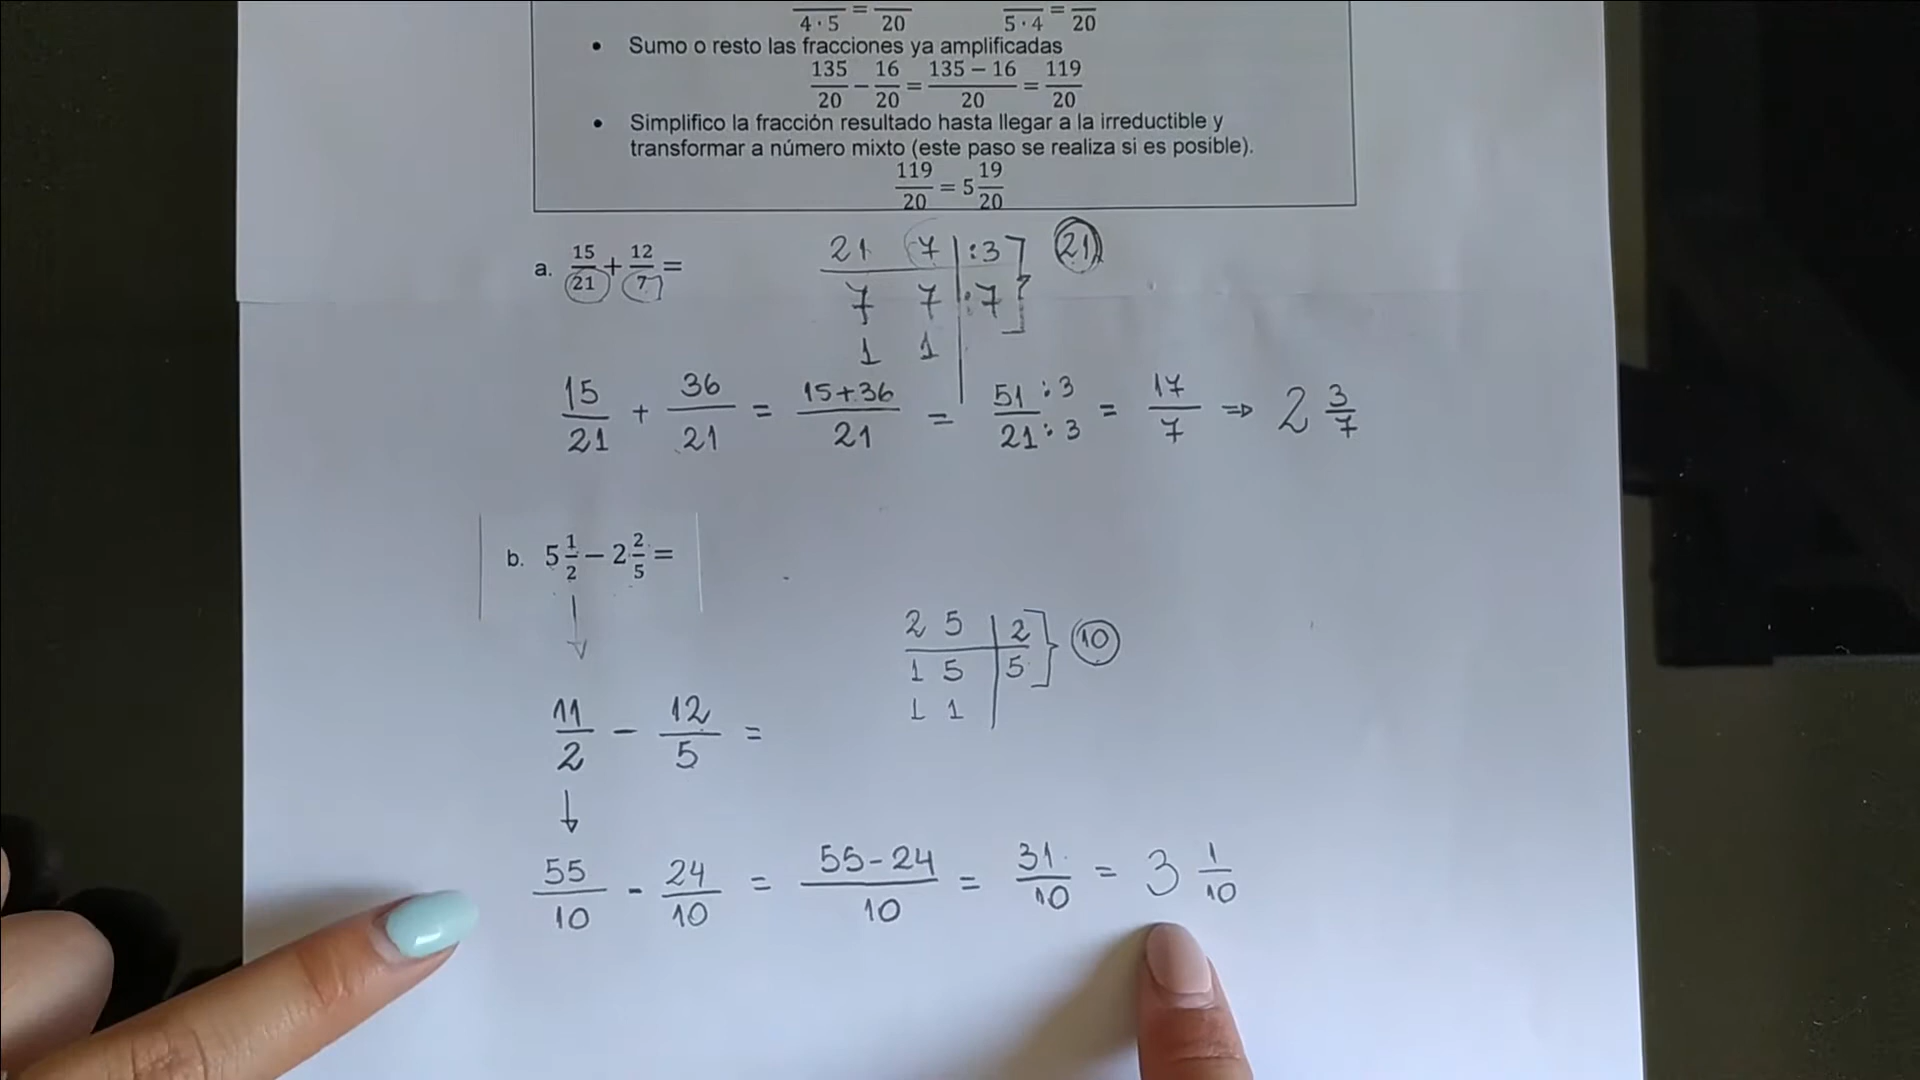 4 · 5 = 20    5 · 4 = 20
• Sumo o resto las fracciones ya amplificadas
135/20 − 16/20 = 135 − 16/20 = 119/20
• Simplifico la fracción resultado hasta llegar a la irreductible y
transformar a número mixto (este paso se realiza si es posible).
119/20 = 5 19/20
a. 15/21 + 12/7 =
21 7 | :3 ] 21
7 7 | :7
1 1
15/21 + 36/21 = 15+36/21 = 51:3/21:3 = 17/7 ⇒ 2 3/7
b. 5 1/2 − 2 2/5 =
2 5 | 2 } 10
1 5 | 5
1 1
11/2 − 12/5 =
55/10 - 24/10 = 55-24/10 = 31/10 = 3 1/10